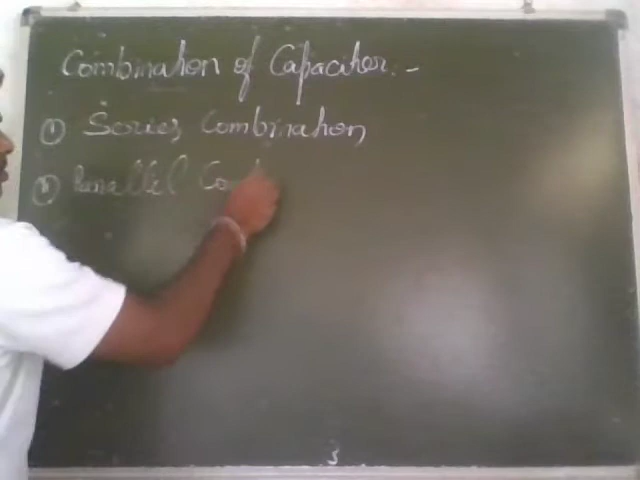 Combination of Capacitor.-
① Series Combination
② Parallel Com